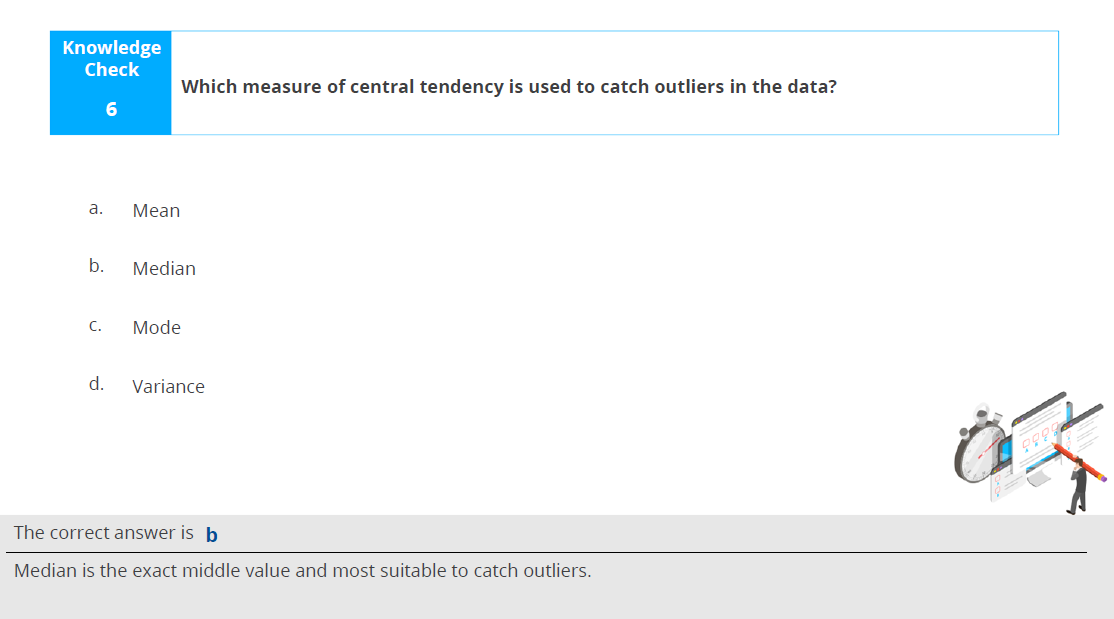 Knowledge
Check
6
Which measure of central tendency is used to catch outliers in the data?
a. Mean
b. Median
c. Mode
d. Variance
The correct answer is b
Median is the exact middle value and most suitable to catch outliers.